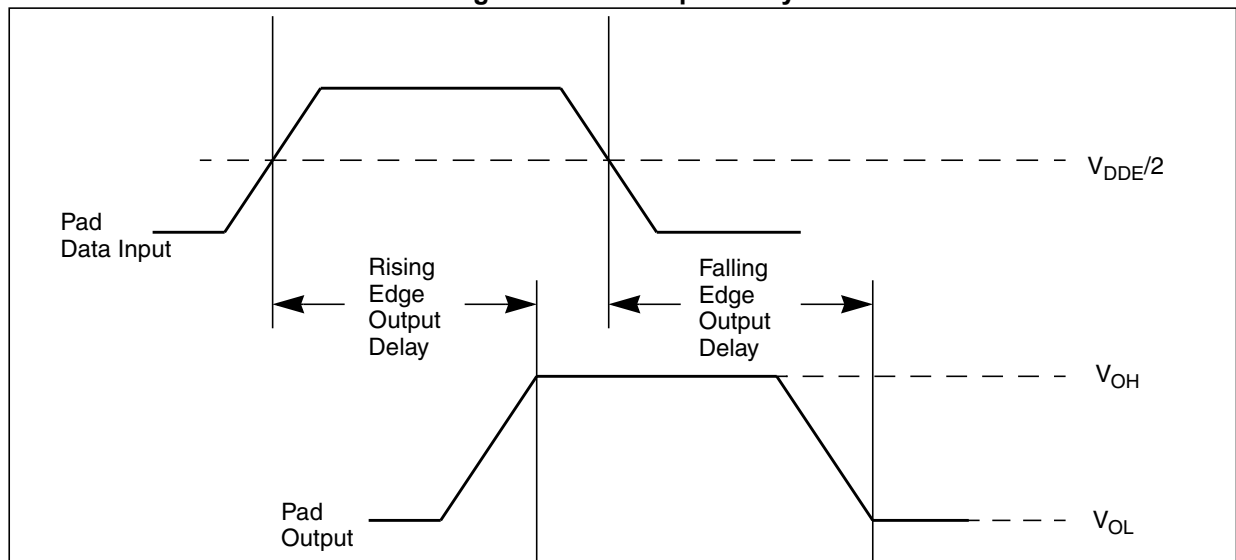 V_DDE/2
Pad
Data Input
Rising
Edge
Output
Delay
Falling
Edge
Output
Delay
V_OH
Pad
Output
V_OL